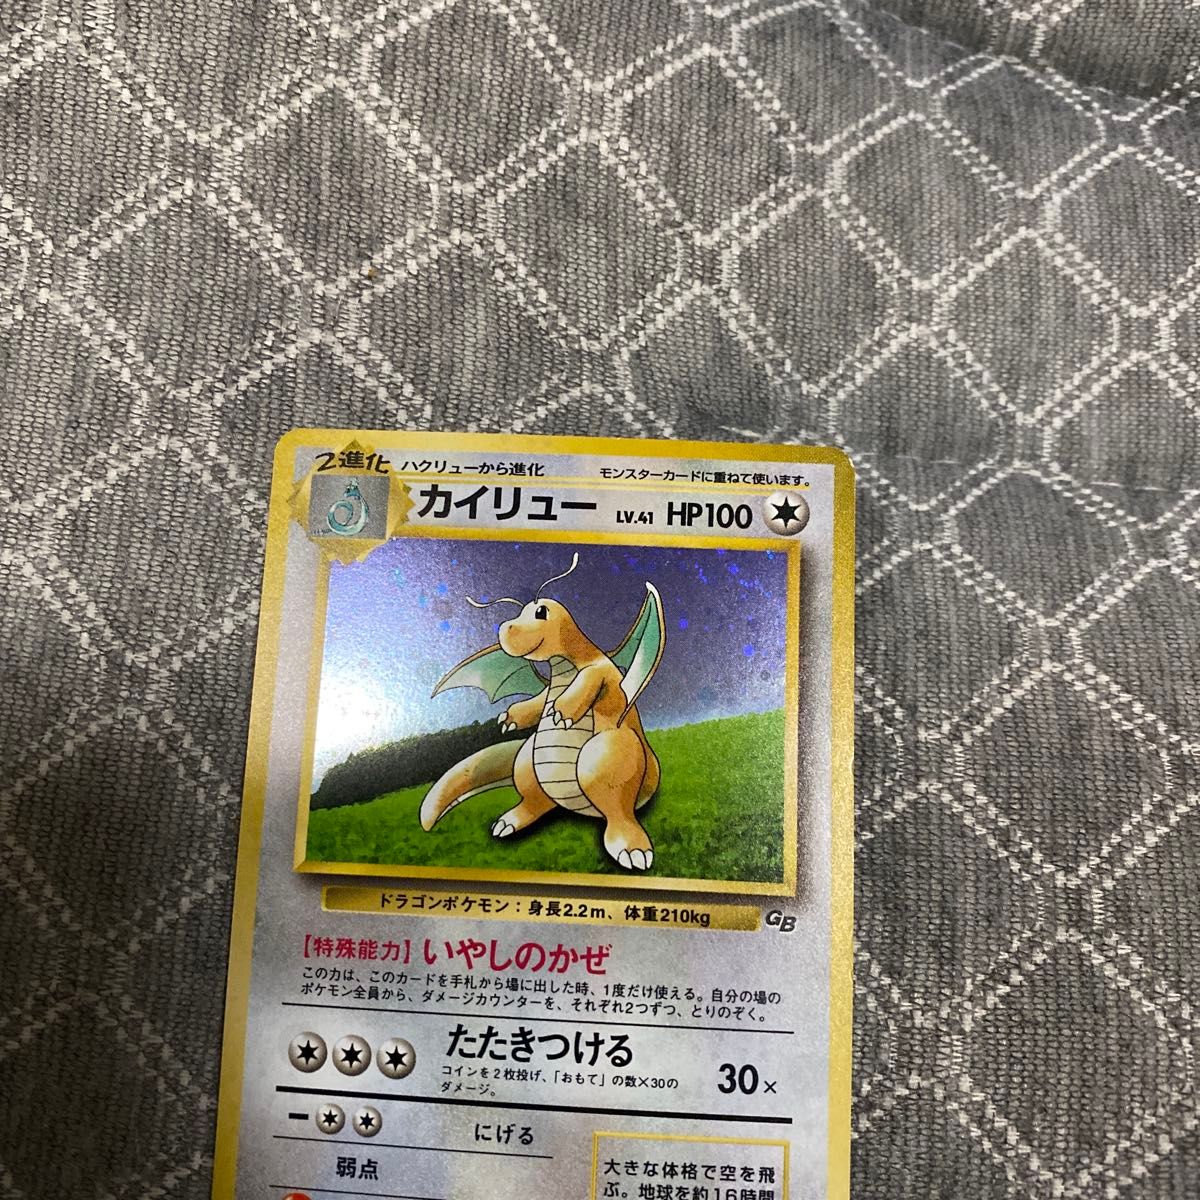 2進化 ハクリューから進化 モンスターカードに重ねて使います。
カイリュー LV.41 HP100
ドラゴンポケモン：身長2.2m、体重210kg
GB
【特殊能力】いやしのかぜ
この力は、このカードを手札から場に出した時、1度だけ使える。自分の場の
ポケモン全員から、ダメージカウンターを、それぞれ2つずつ、とりのぞく。
たたきつける 30×
コインを2枚投げ、「おもて」の数×30の
ダメージ。
にげる
弱点
大きな体格で空を飛
ぶ。地球を約16時間